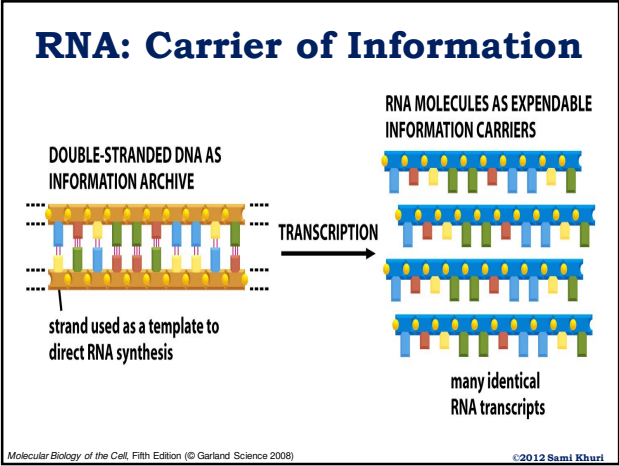 RNA: Carrier of Information
DOUBLE-STRANDED DNA AS
INFORMATION ARCHIVE
strand used as a template to
direct RNA synthesis
TRANSCRIPTION
RNA MOLECULES AS EXPENDABLE
INFORMATION CARRIERS
many identical
RNA transcripts
Molecular Biology of the Cell, Fifth Edition (© Garland Science 2008)
©2012 Sami Khuri